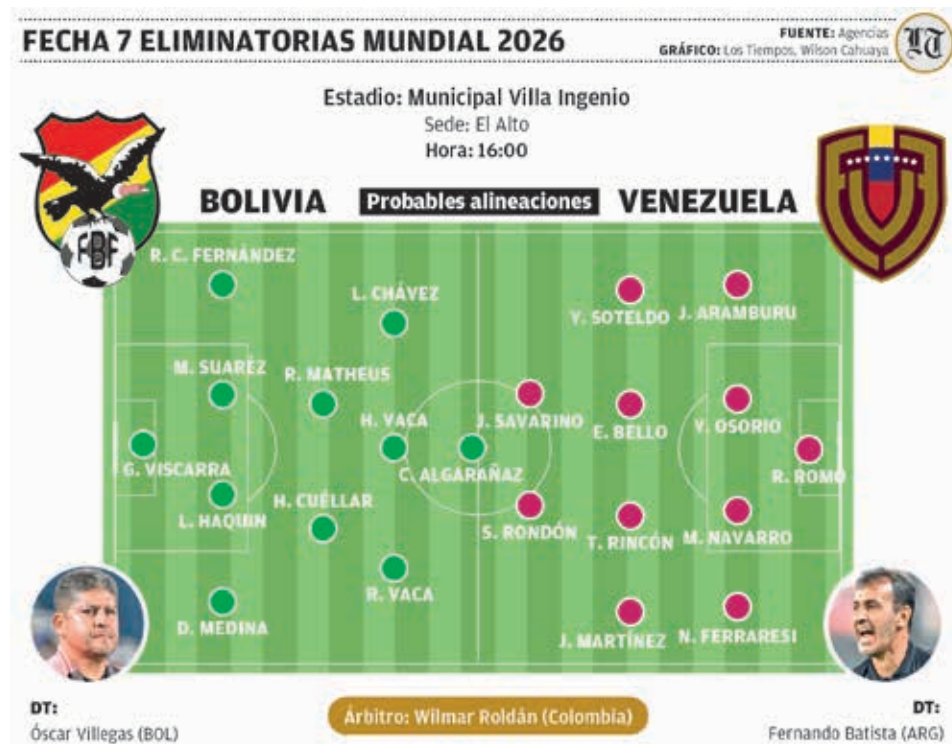 FECHA 7 ELIMINATORIAS MUNDIAL 2026
FUENTE: Agencias
GRÁFICO: Los Tiempos, Wilson Cahuaya
LT
Estadio: Municipal Villa Ingenio
Sede: El Alto
Hora: 16:00
BOLIVIA
Probables alineaciones
VENEZUELA
FBF
FVF
R. C. FERNÁNDEZ
L. CHÁVEZ
Y. SOTELDO
J. ARAMBURU
M. SUARÉZ
R. MATHEUS
H. VACA
J. SAVARINO
E. BELLO
Y. OSORIO
G. VISCARRA
C. ALGARAÑAZ
R. ROMO
L. HAQUIN
H. CUÉLLAR
S. RONDÓN
T. RINCÓN
M. NAVARRO
D. MEDINA
R. VACA
J. MARTÍNEZ
N. FERRARESI
DT:
Óscar Villegas (BOL)
Árbitro: Wilmar Roldán (Colombia)
DT:
Fernando Batista (ARG)